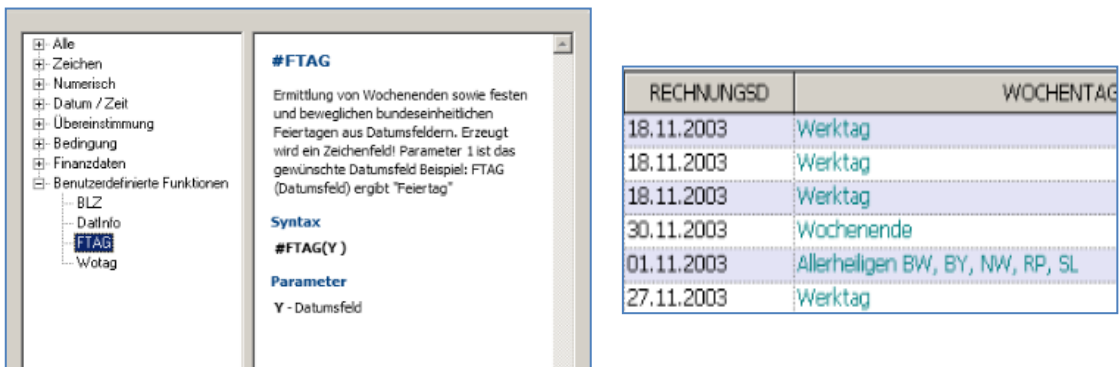 Alle
Zeichen
Numerisch
Datum / Zeit
Übereinstimmung
Bedingung
Finanzdaten
Benutzerdefinierte Funktionen
BLZ
DatInfo
FTAG
Wotag
#FTAG
Ermittlung von Wochenenden sowie festen
und beweglichen bundeseinheitlichen
Feiertagen aus Datumsfeldern. Erzeugt
wird ein Zeichenfeld! Parameter 1 ist das
gewünschte Datumsfeld Beispiel: FTAG
(Datumsfeld) ergibt "Feiertag"
Syntax
#FTAG(Y )
Parameter
Y - Datumsfeld
RECHNUNGSD WOCHENTAG
18.11.2003 Werktag
18.11.2003 Werktag
18.11.2003 Werktag
30.11.2003 Wochenende
01.11.2003 Allerheiligen BW, BY, NW, RP, SL
27.11.2003 Werktag